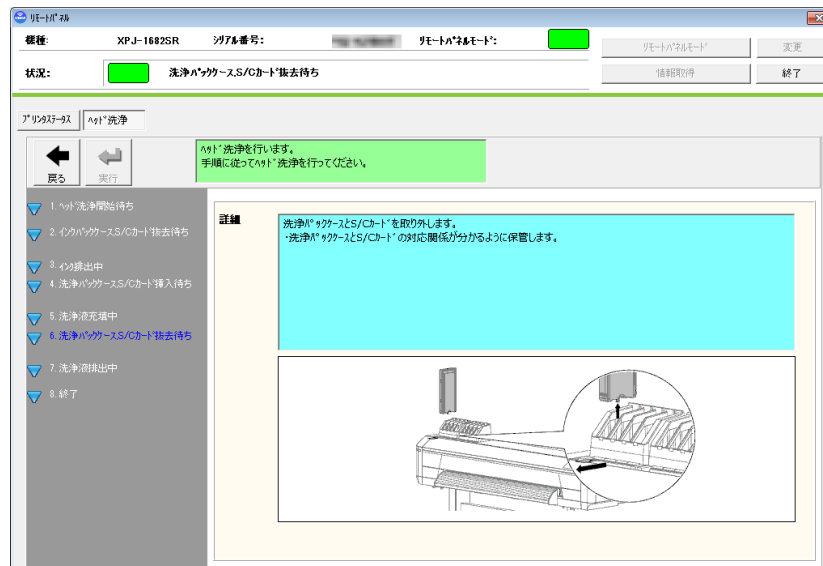 リモートパネル
機種: XPJ-1682SR シリアル番号: リモートパネルモード:
リモートパネルモード 変更
状況: 洗浄パックケース,S/Cカード抜去待ち
情報取得 終了
プリンタステータス ヘッド洗浄
戻る 実行
ヘッド洗浄を行います。
手順に従ってヘッド洗浄を行ってください。
1. ヘッド洗浄開始待ち
2. インクパックケース,S/Cカード抜去待ち
3. インク排出中
4. 洗浄パックケース,S/Cカード挿入待ち
5. 洗浄液充填中
6. 洗浄パックケース,S/Cカード抜去待ち
7. 洗浄液排出中
8. 終了
詳細
洗浄パックケースとS/Cカードを取り外します。
・洗浄パックケースとS/Cカードの対応関係が分かるように保管します。